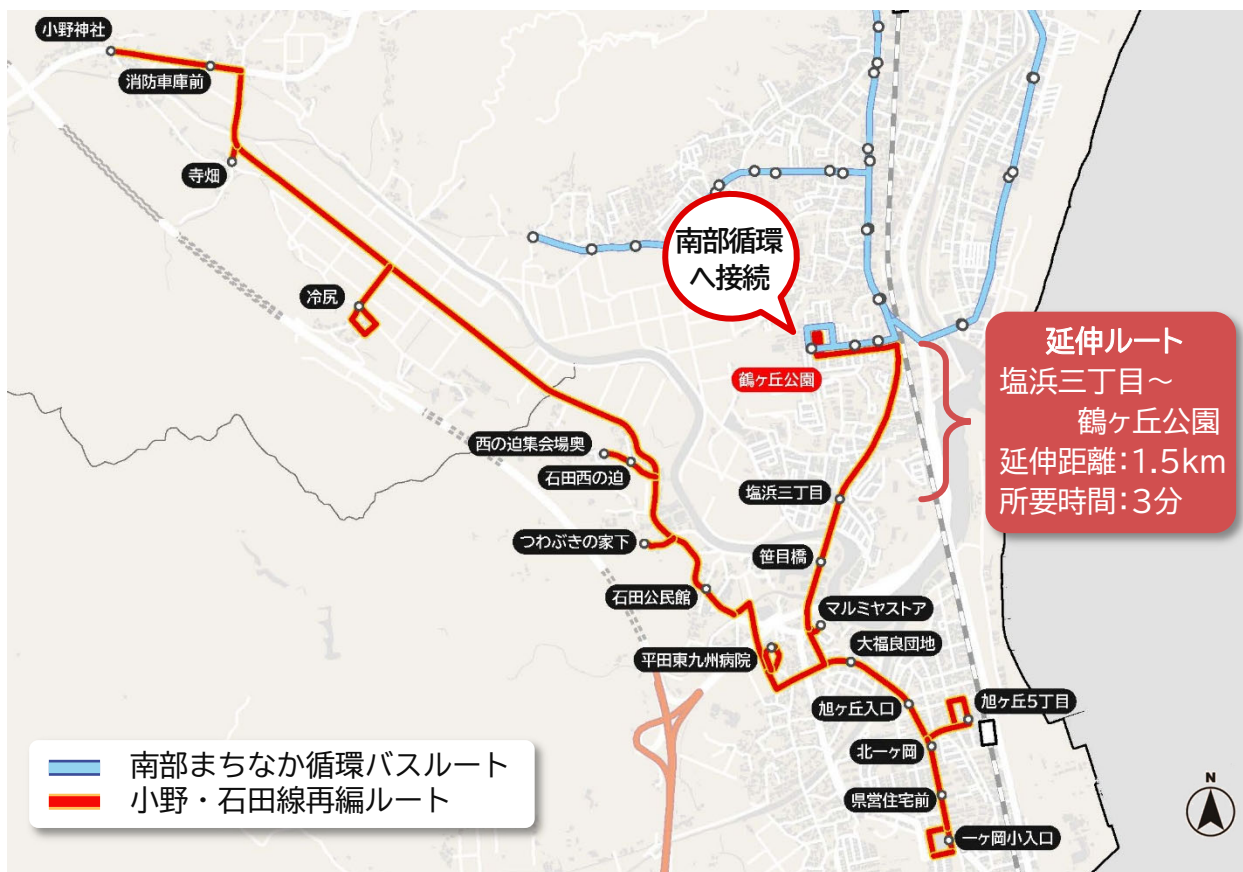 小野神社
消防車庫前
寺畑
冷尻
南部循環
へ接続
鶴ヶ丘公園
延伸ルート
塩浜三丁目～
鶴ヶ丘公園
延伸距離：1.5km
所要時間：3分
西の迫集会場奥
石田西の迫
塩浜三丁目
つわぶきの家下
笹目橋
石田公民館
マルミヤストア
大福良団地
平田東九州病院
旭ヶ丘入口
旭ヶ丘5丁目
北一ヶ岡
県営住宅前
一ヶ岡小入口
南部まちなか循環バスルート
小野・石田線再編ルート
N